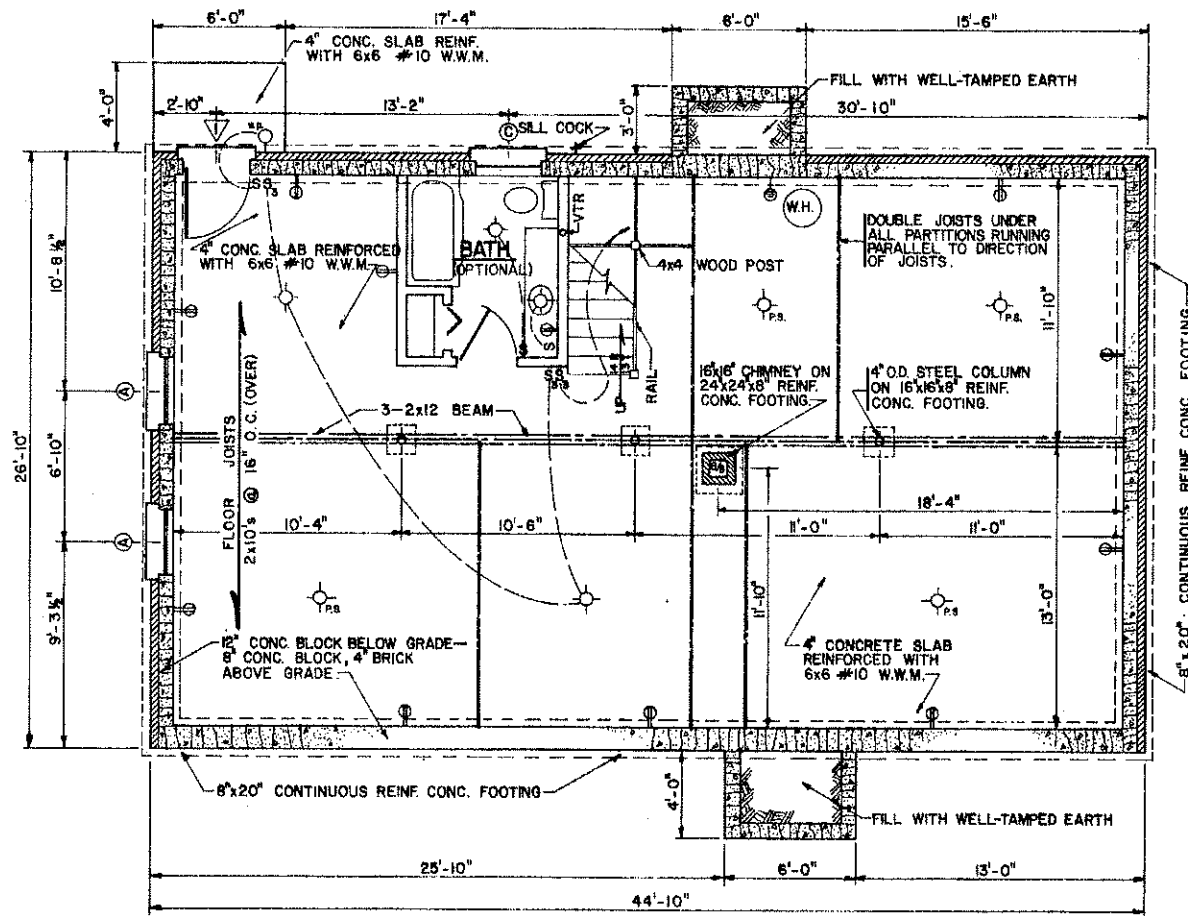 6'-0"
17'-4"
6'-0"
15'-6"
4" CONC. SLAB REINF.
WITH 6x6 #10 W.W.M.
FILL WITH WELL-TAMPED EARTH
4'-0"
2'-10"
13'-2"
3'-0"
30'-10"
1
W.P.
C
SILL COCK
S S3
VTR
W.H.
BATH
(OPTIONAL)
4" CONC. SLAB REINFORCED
WITH 6x6 #10 W.W.M.
4x4 WOOD POST
DOUBLE JOISTS UNDER
ALL PARTITIONS RUNNING
PARALLEL TO DIRECTION
OF JOISTS.
10'-8 1/2"
P.S.
P.S.
11'-10"
S
S
UP
RAIL
16"x16" CHIMNEY ON
24"x24"x8" REINF.
CONC. FOOTING.
4" O.D. STEEL COLUMN
ON 16"x16"x8" REINF.
CONC. FOOTING.
A
3-2x12 BEAM
26'-10"
6'-10"
FLOOR JOISTS
2x10's @ 16" O.C. (OVER)
18'-4"
10'-4"
10'-6"
11'-0"
11'-0"
A
9'-3 1/2"
P.S.
P.S.
11'-10"
13'-0"
12" CONC. BLOCK BELOW GRADE-
8" CONC. BLOCK, 4" BRICK
ABOVE GRADE.
4" CONCRETE SLAB
REINFORCED WITH
6x6 #10 W.W.M.
8"x20" CONTINUOUS REINF. CONC. FOOTING
8"x20" CONTINUOUS REINF. CONC. FOOTING
4'-0"
FILL WITH WELL-TAMPED EARTH
25'-10"
6'-0"
13'-0"
44'-10"